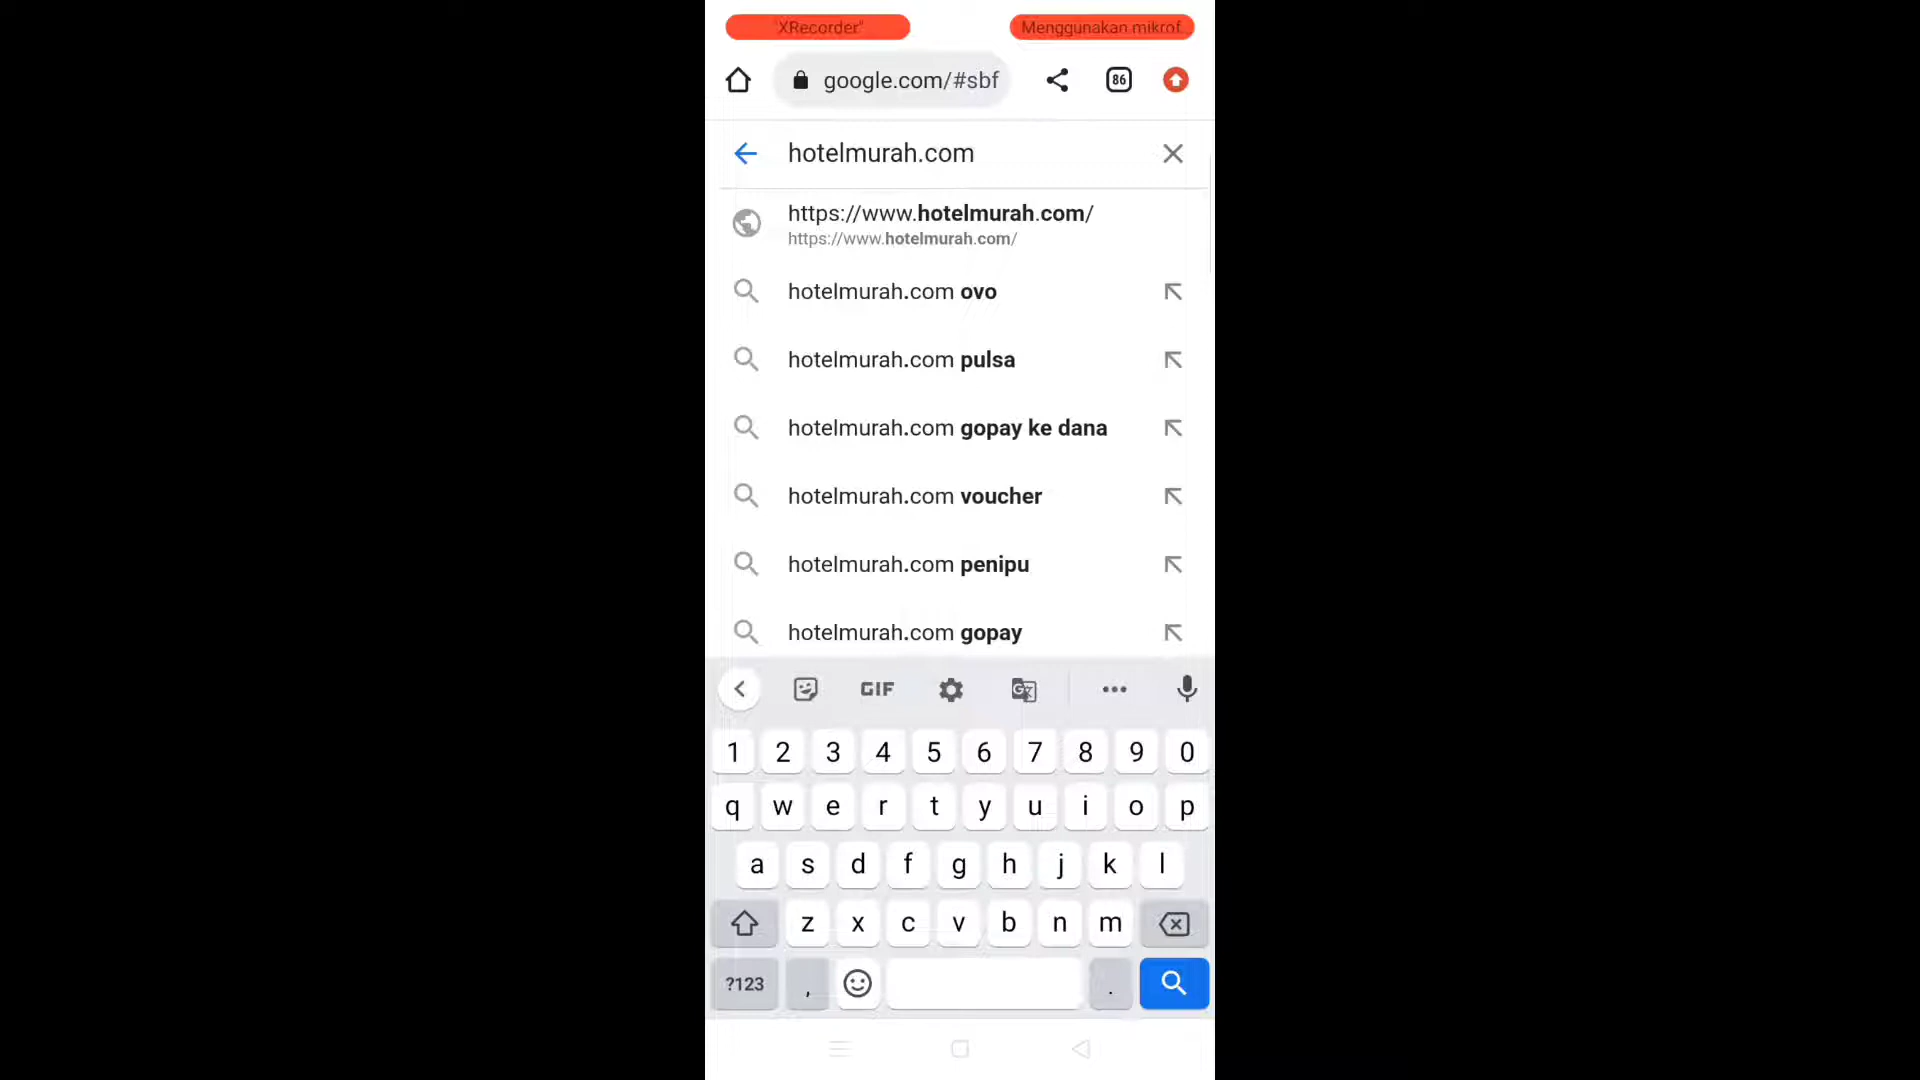 "XRecorder"
Menggunakan mikrof
google.com/#sbf
86
hotelmurah.com
https://www.hotelmurah.com/
https://www.hotelmurah.com/
hotelmurah.com ovo
hotelmurah.com pulsa
hotelmurah.com gopay ke dana
hotelmurah.com voucher
hotelmurah.com penipu
hotelmurah.com gopay
GIF
1 2 3 4 5 6 7 8 9 0
q w e r t y u i o p
a s d f g h j k l
z x c v b n m
?123 , .